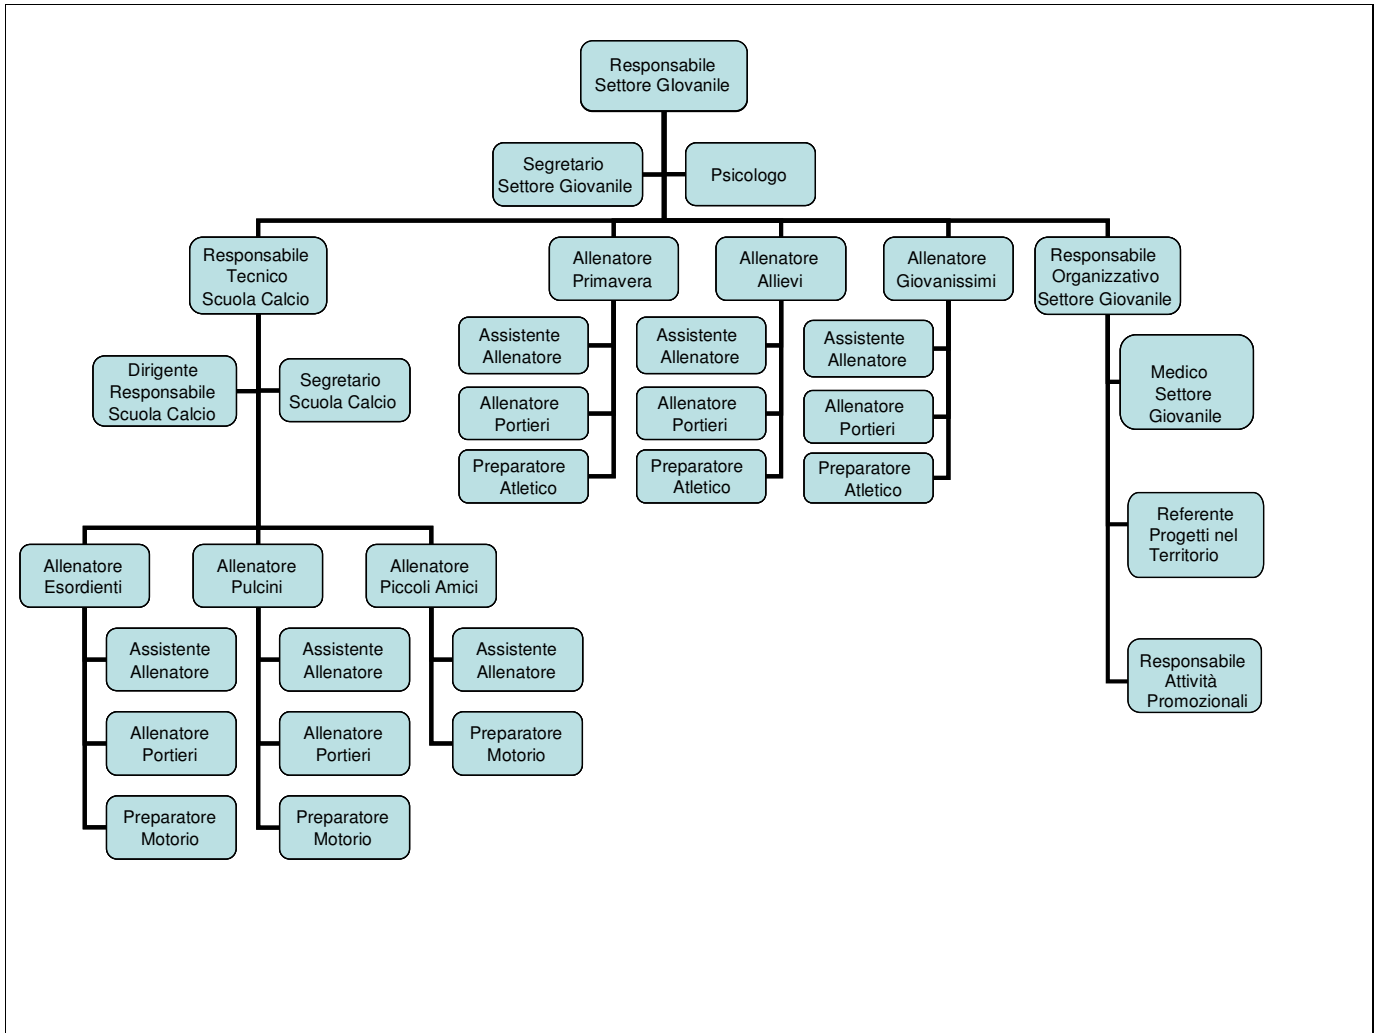 Responsabile
Settore GIovanile
Segretario
Settore Giovanile
Psicologo
Responsabile
Tecnico
Scuola Calcio
Allenatore
Primavera
Allenatore
Allievi
Allenatore
Giovanissimi
Responsabile
Organizzativo
Settore Giovanile
Assistente
Allenatore
Allenatore
Portieri
Preparatore
Atletico
Assistente
Allenatore
Allenatore
Portieri
Preparatore
Atletico
Assistente
Allenatore
Allenatore
Portieri
Preparatore
Atletico
Medico
Settore
Giovanile
Referente
Progetti nel
Territorio
Responsabile
Attività
Promozionali
Dirigente
Responsabile
Scuola Calcio
Segretario
Scuola Calcio
Allenatore
Esordienti
Allenatore
Pulcini
Allenatore
Piccoli Amici
Assistente
Allenatore
Allenatore
Portieri
Preparatore
Motorio
Assistente
Allenatore
Allenatore
Portieri
Preparatore
Motorio
Assistente
Allenatore
Preparatore
Motorio